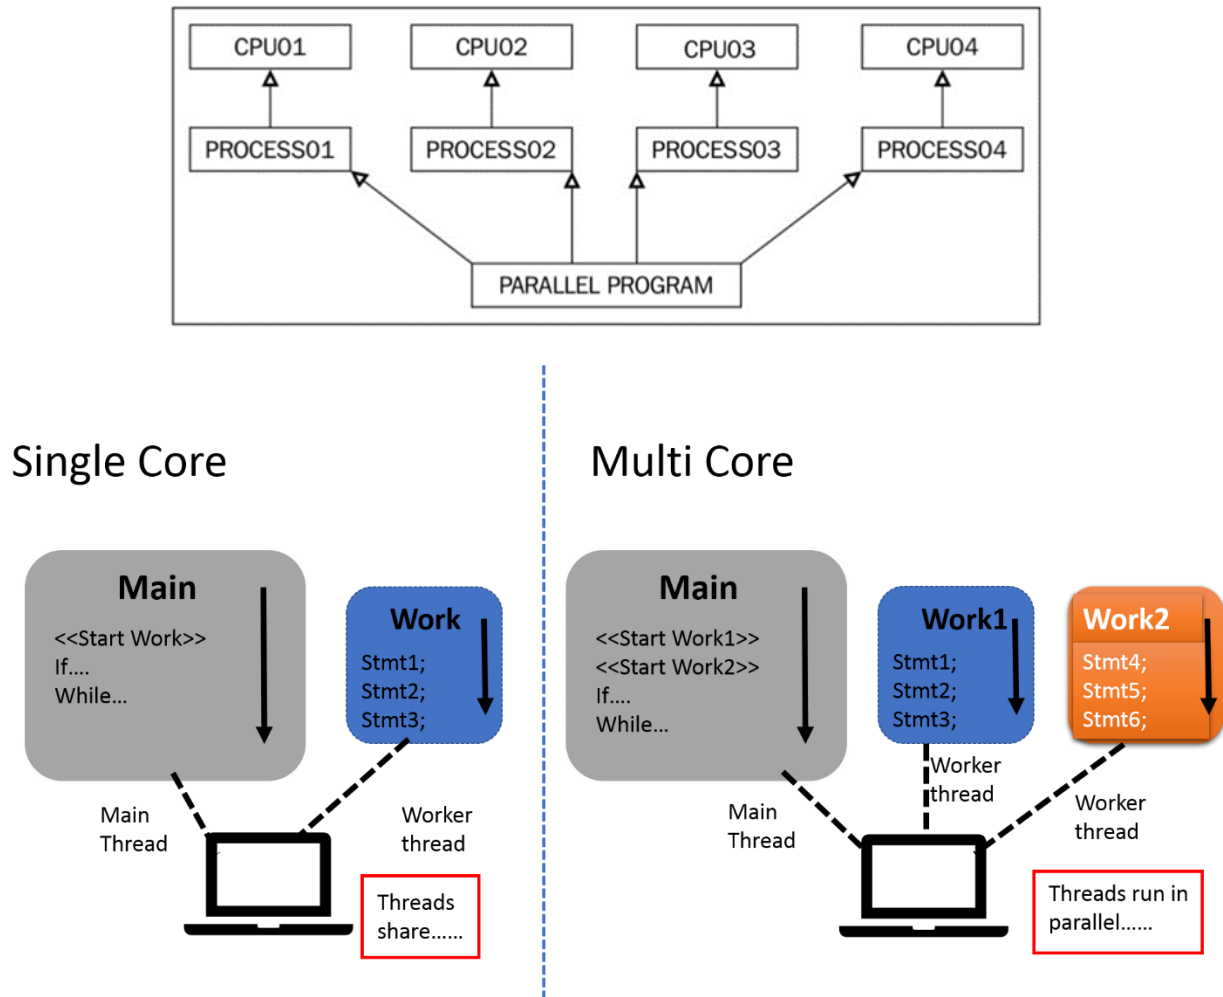 CPU01
CPU02
CPU03
CPU04
PROCESS01
PROCESS02
PROCESS03
PROCESS04
PARALLEL PROGRAM
Single Core
Main
<<Start Work>>
If....
While...
Work
Stmt1;
Stmt2;
Stmt3;
Main
Thread
Worker
thread
Threads
share......
Multi Core
Main
<<Start Work1>>
<<Start Work2>>
If....
While...
Work1
Stmt1;
Stmt2;
Stmt3;
Work2
Stmt4;
Stmt5;
Stmt6;
Main
Thread
Worker
thread
Worker
thread
Threads run in
parallel......